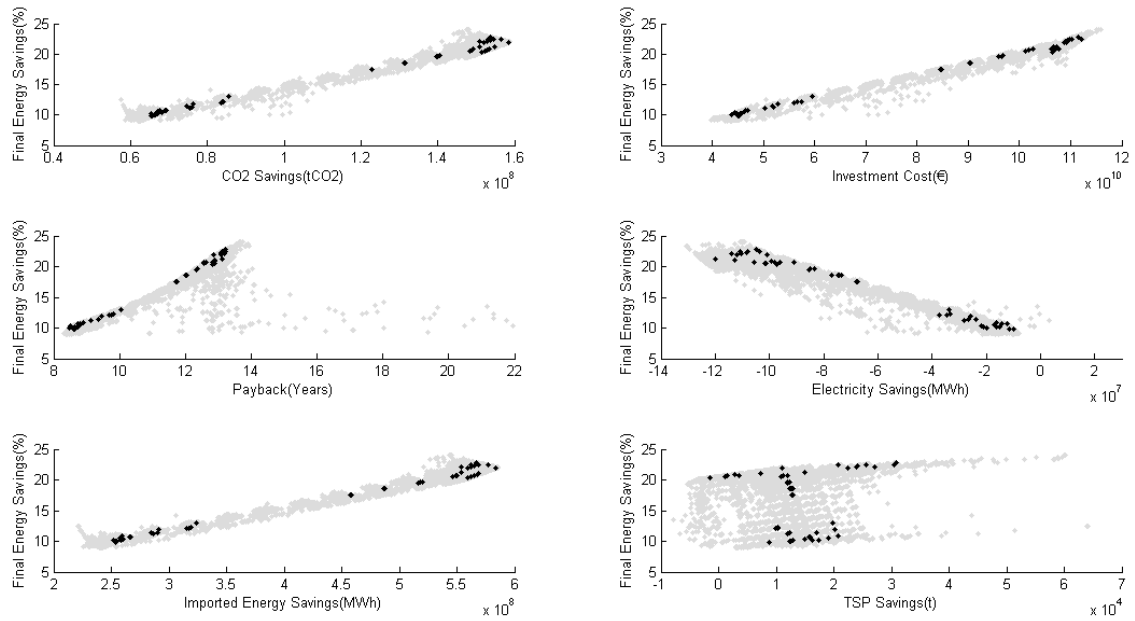 25
20
15
10
5
Final Energy Savings(%)
0.4 0.6 0.8 1 1.2 1.4 1.6
CO2 Savings(tCO2)
x 10^8
25
20
15
10
5
Final Energy Savings(%)
3 4 5 6 7 8 9 10 11 12
Investment Cost(€)
x 10^10
25
20
15
10
5
Final Energy Savings(%)
8 10 12 14 16 18 20 22
Payback(Years)
25
20
15
10
5
Final Energy Savings(%)
-14 -12 -10 -8 -6 -4 -2 0 2
Electricity Savings(MWh)
x 10^7
25
20
15
10
5
Final Energy Savings(%)
2 2.5 3 3.5 4 4.5 5 5.5 6
Imported Energy Savings(MWh)
x 10^8
25
20
15
10
5
Final Energy Savings(%)
-1 0 1 2 3 4 5 6 7
TSP Savings(t)
x 10^4